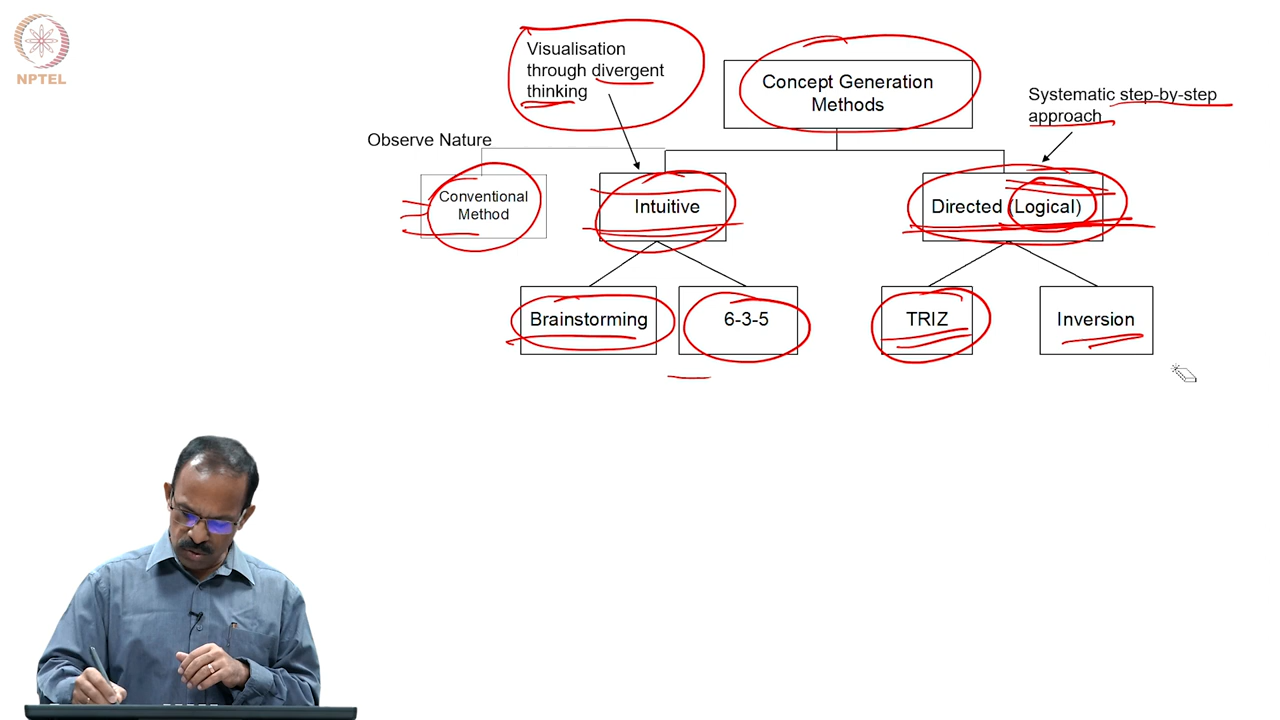 NPTEL
Visualisation
through divergent
thinking
Concept Generation
Methods
Systematic step-by-step
approach
Observe Nature
Conventional
Method
Intuitive
Directed (Logical)
Brainstorming
6-3-5
TRIZ
Inversion